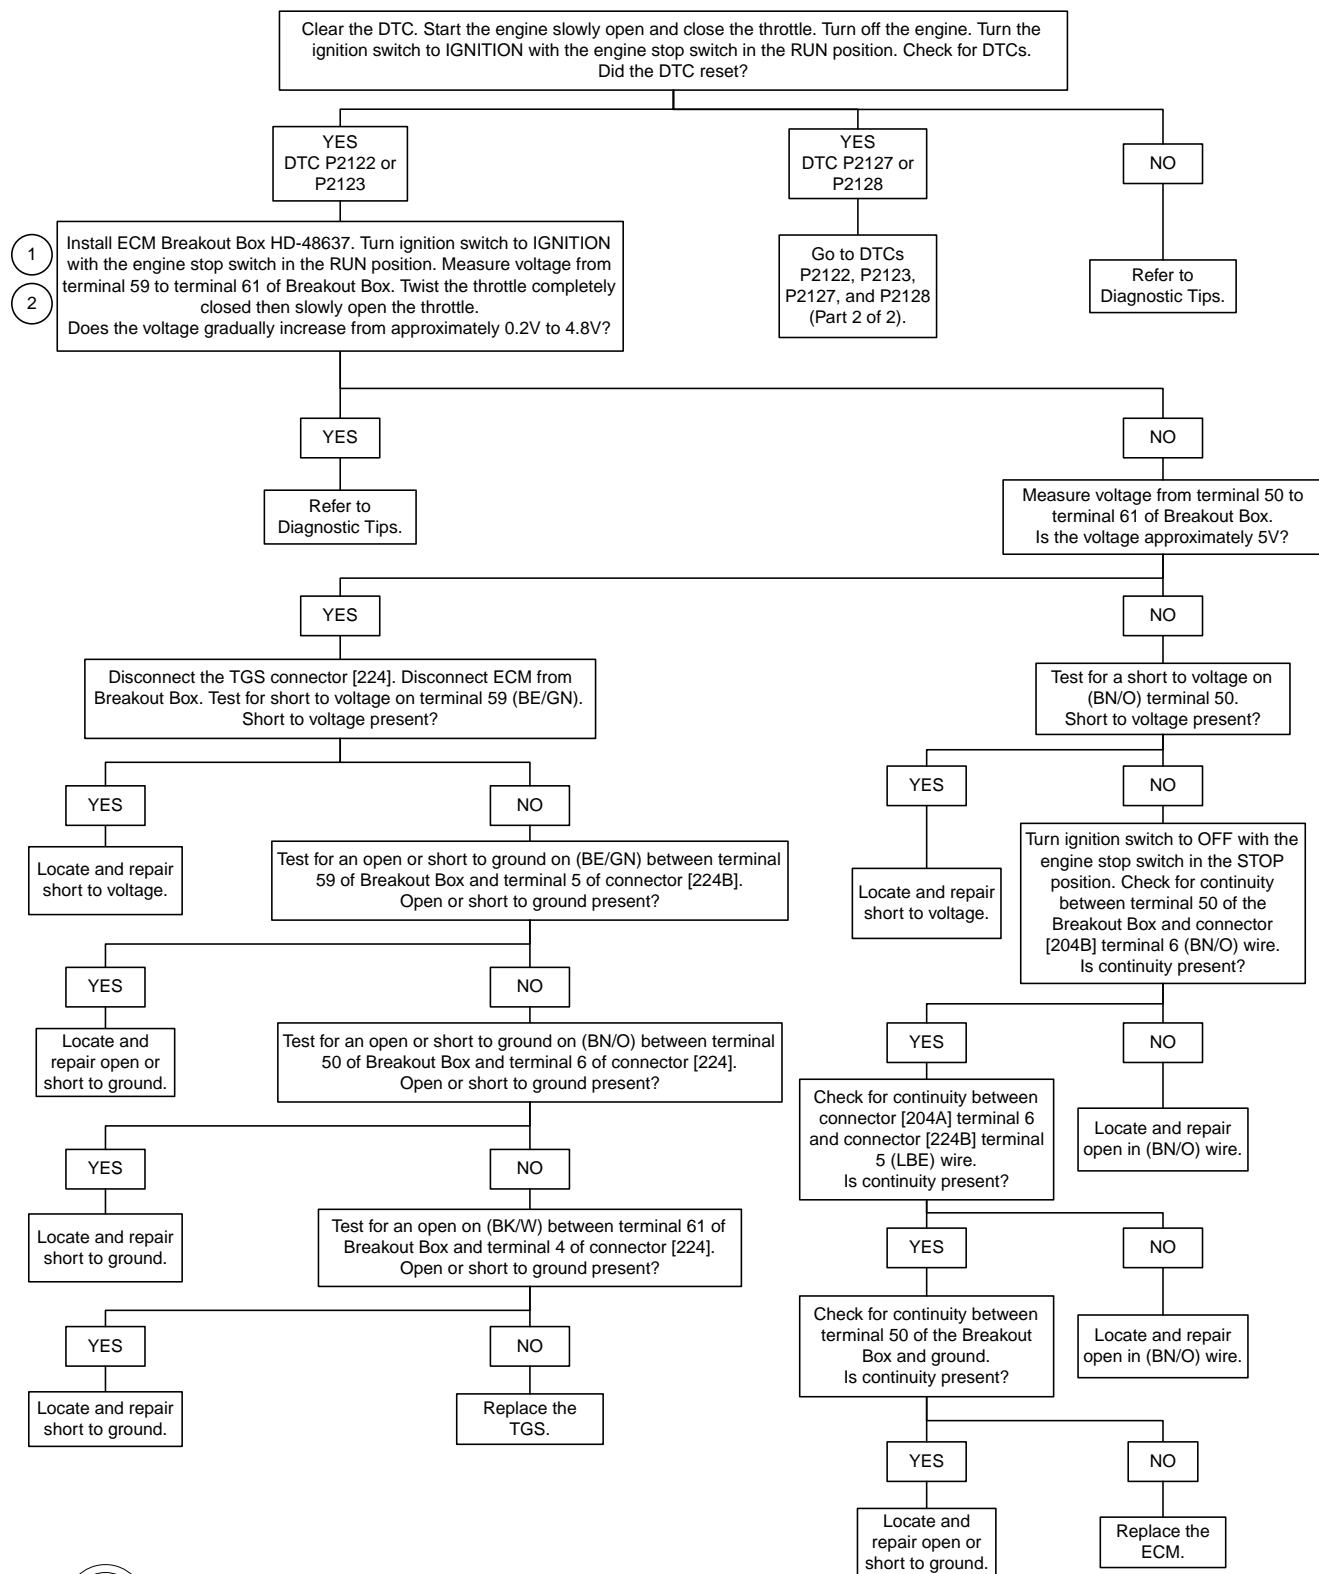 Clear the DTC. Start the engine slowly open and close the throttle. Turn off the engine. Turn the
ignition switch to IGNITION with the engine stop switch in the RUN position. Check for DTCs.
Did the DTC reset?
YES
DTC P2122 or
P2123
YES
DTC P2127 or
P2128
NO
1
2
Install ECM Breakout Box HD-48637. Turn ignition switch to IGNITION
with the engine stop switch in the RUN position. Measure voltage from
terminal 59 to terminal 61 of Breakout Box. Twist the throttle completely
closed then slowly open the throttle.
Does the voltage gradually increase from approximately 0.2V to 4.8V?
Go to DTCs
P2122, P2123,
P2127, and P2128
(Part 2 of 2).
Refer to
Diagnostic Tips.
YES
NO
Refer to
Diagnostic Tips.
Measure voltage from terminal 50 to
terminal 61 of Breakout Box.
Is the voltage approximately 5V?
YES
NO
Disconnect the TGS connector [224]. Disconnect ECM from
Breakout Box. Test for short to voltage on terminal 59 (BE/GN).
Short to voltage present?
Test for a short to voltage on
(BN/O) terminal 50.
Short to voltage present?
YES
NO
YES
NO
Locate and repair
short to voltage.
Test for an open or short to ground on (BE/GN) between terminal
59 of Breakout Box and terminal 5 of connector [224B].
Open or short to ground present?
Locate and repair
short to voltage.
Turn ignition switch to OFF with the
engine stop switch in the STOP
position. Check for continuity
between terminal 50 of the
Breakout Box and connector
[204B] terminal 6 (BN/O) wire.
Is continuity present?
YES
NO
YES
NO
Locate and
repair open or
short to ground.
Test for an open or short to ground on (BN/O) between terminal
50 of Breakout Box and terminal 6 of connector [224].
Open or short to ground present?
Check for continuity between
connector [204A] terminal 6
and connector [224B] terminal
5 (LBE) wire.
Is continuity present?
Locate and repair
open in (BN/O) wire.
YES
NO
Locate and repair
short to ground.
Test for an open on (BK/W) between terminal 61 of
Breakout Box and terminal 4 of connector [224].
Open or short to ground present?
YES
NO
Check for continuity between
terminal 50 of the Breakout
Box and ground.
Is continuity present?
Locate and repair
open in (BN/O) wire.
YES
NO
Locate and repair
short to ground.
Replace the
TGS.
YES
NO
Locate and
repair open or
short to ground.
Replace the
ECM.